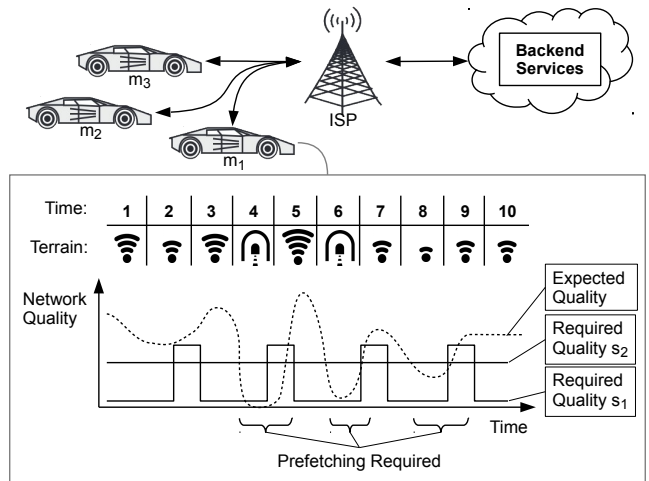 Backend
Services
m3
m2
m1
ISP
Time: 1 2 3 4 5 6 7 8 9 10
Terrain:
Network
Quality
Expected
Quality
Required
Quality s2
Required
Quality s1
Time
Prefetching Required